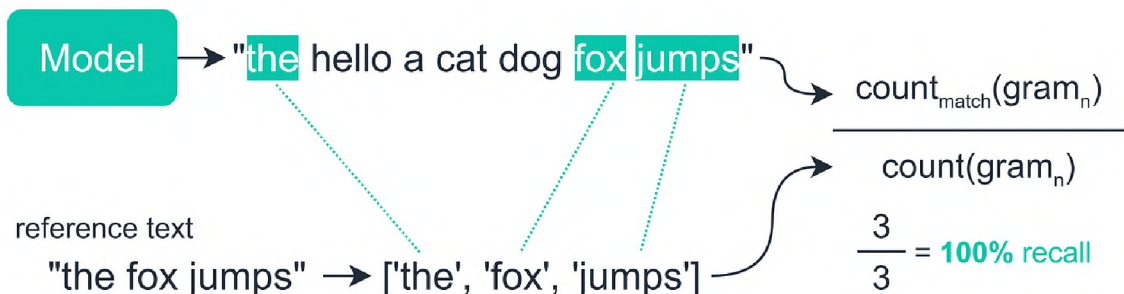 Model
"the hello a cat dog fox jumps"
count_match(gram_n)
count(gram_n)
reference text
"the fox jumps"
['the', 'fox', 'jumps']
3
3
= 100% recall